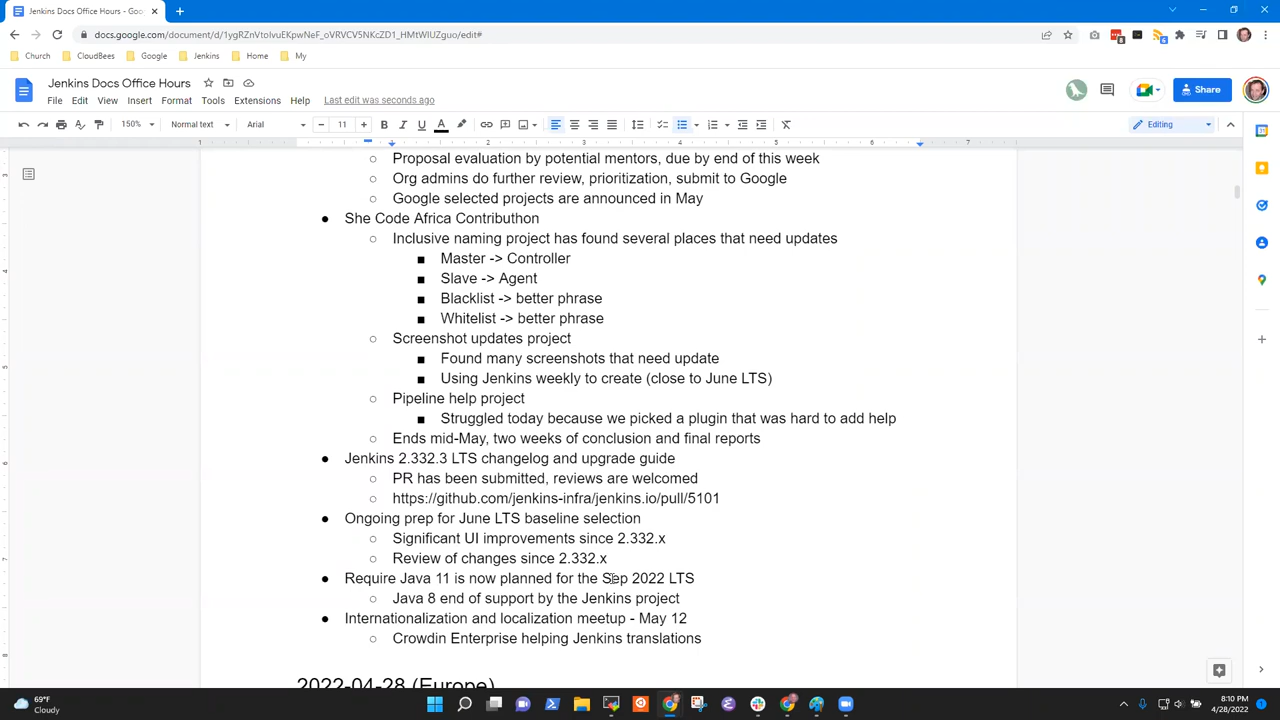 Jenkins Docs Office Hours - Goo
docs.google.com/document/d/1ygRZnVtoIvuEKpwNeF_oVRVCV5NKcZD1_HMtWIUZguo/edit#
Church
CloudBees
Google
Jenkins
Home
My
Jenkins Docs Office Hours
File Edit View Insert Format Tools Extensions Help Last edit was seconds ago
Share
150% Normal text Arial 11 Editing
1 1 2 3 4 5 6 7
Proposal evaluation by potential mentors, due by end of this week
Org admins do further review, prioritization, submit to Google
Google selected projects are announced in May
She Code Africa Contributhon
Inclusive naming project has found several places that need updates
Master -> Controller
Slave -> Agent
Blacklist -> better phrase
Whitelist -> better phrase
Screenshot updates project
Found many screenshots that need update
Using Jenkins weekly to create (close to June LTS)
Pipeline help project
Struggled today because we picked a plugin that was hard to add help
Ends mid-May, two weeks of conclusion and final reports
Jenkins 2.332.3 LTS changelog and upgrade guide
PR has been submitted, reviews are welcomed
https://github.com/jenkins-infra/jenkins.io/pull/5101
Ongoing prep for June LTS baseline selection
Significant UI improvements since 2.332.x
Review of changes since 2.332.x
Require Java 11 is now planned for the Sep 2022 LTS
Java 8 end of support by the Jenkins project
Internationalization and localization meetup - May 12
Crowdin Enterprise helping Jenkins translations
2022-04-28 (Europe)
69°F
Cloudy
8:10 PM
4/28/2022